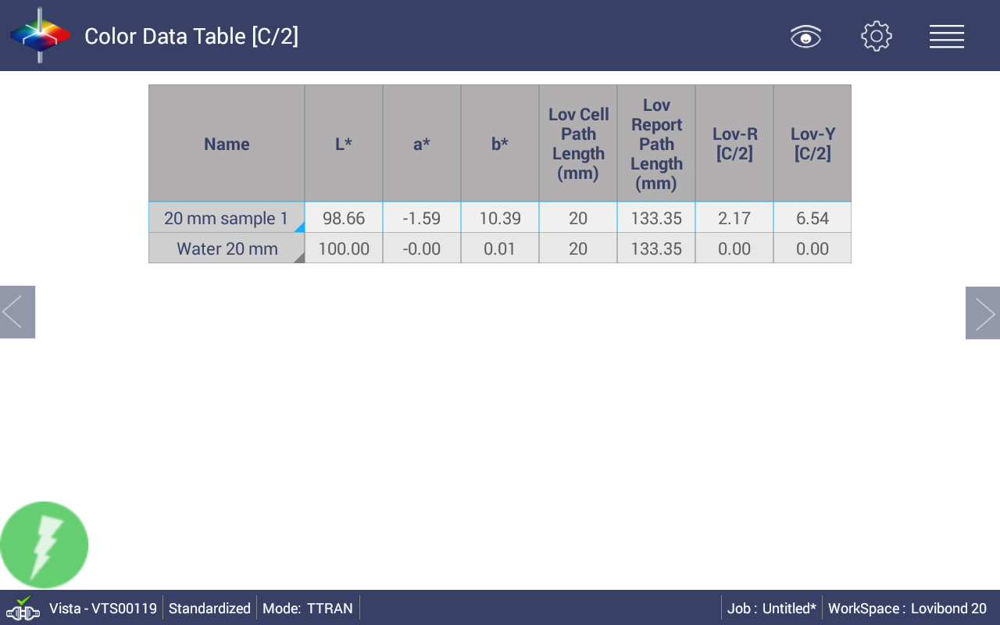 Color Data Table [C/2]
Name L* a* b* Lov Cell Path Length (mm) Lov Report Path Length (mm) Lov-R [C/2] Lov-Y [C/2]
20 mm sample 1 98.66 -1.59 10.39 20 133.35 2.17 6.54
Water 20 mm 100.00 -0.00 0.01 20 133.35 0.00 0.00
Vista - VTS00119 Standardized Mode: TTRAN Job : Untitled* WorkSpace : Lovibond 20